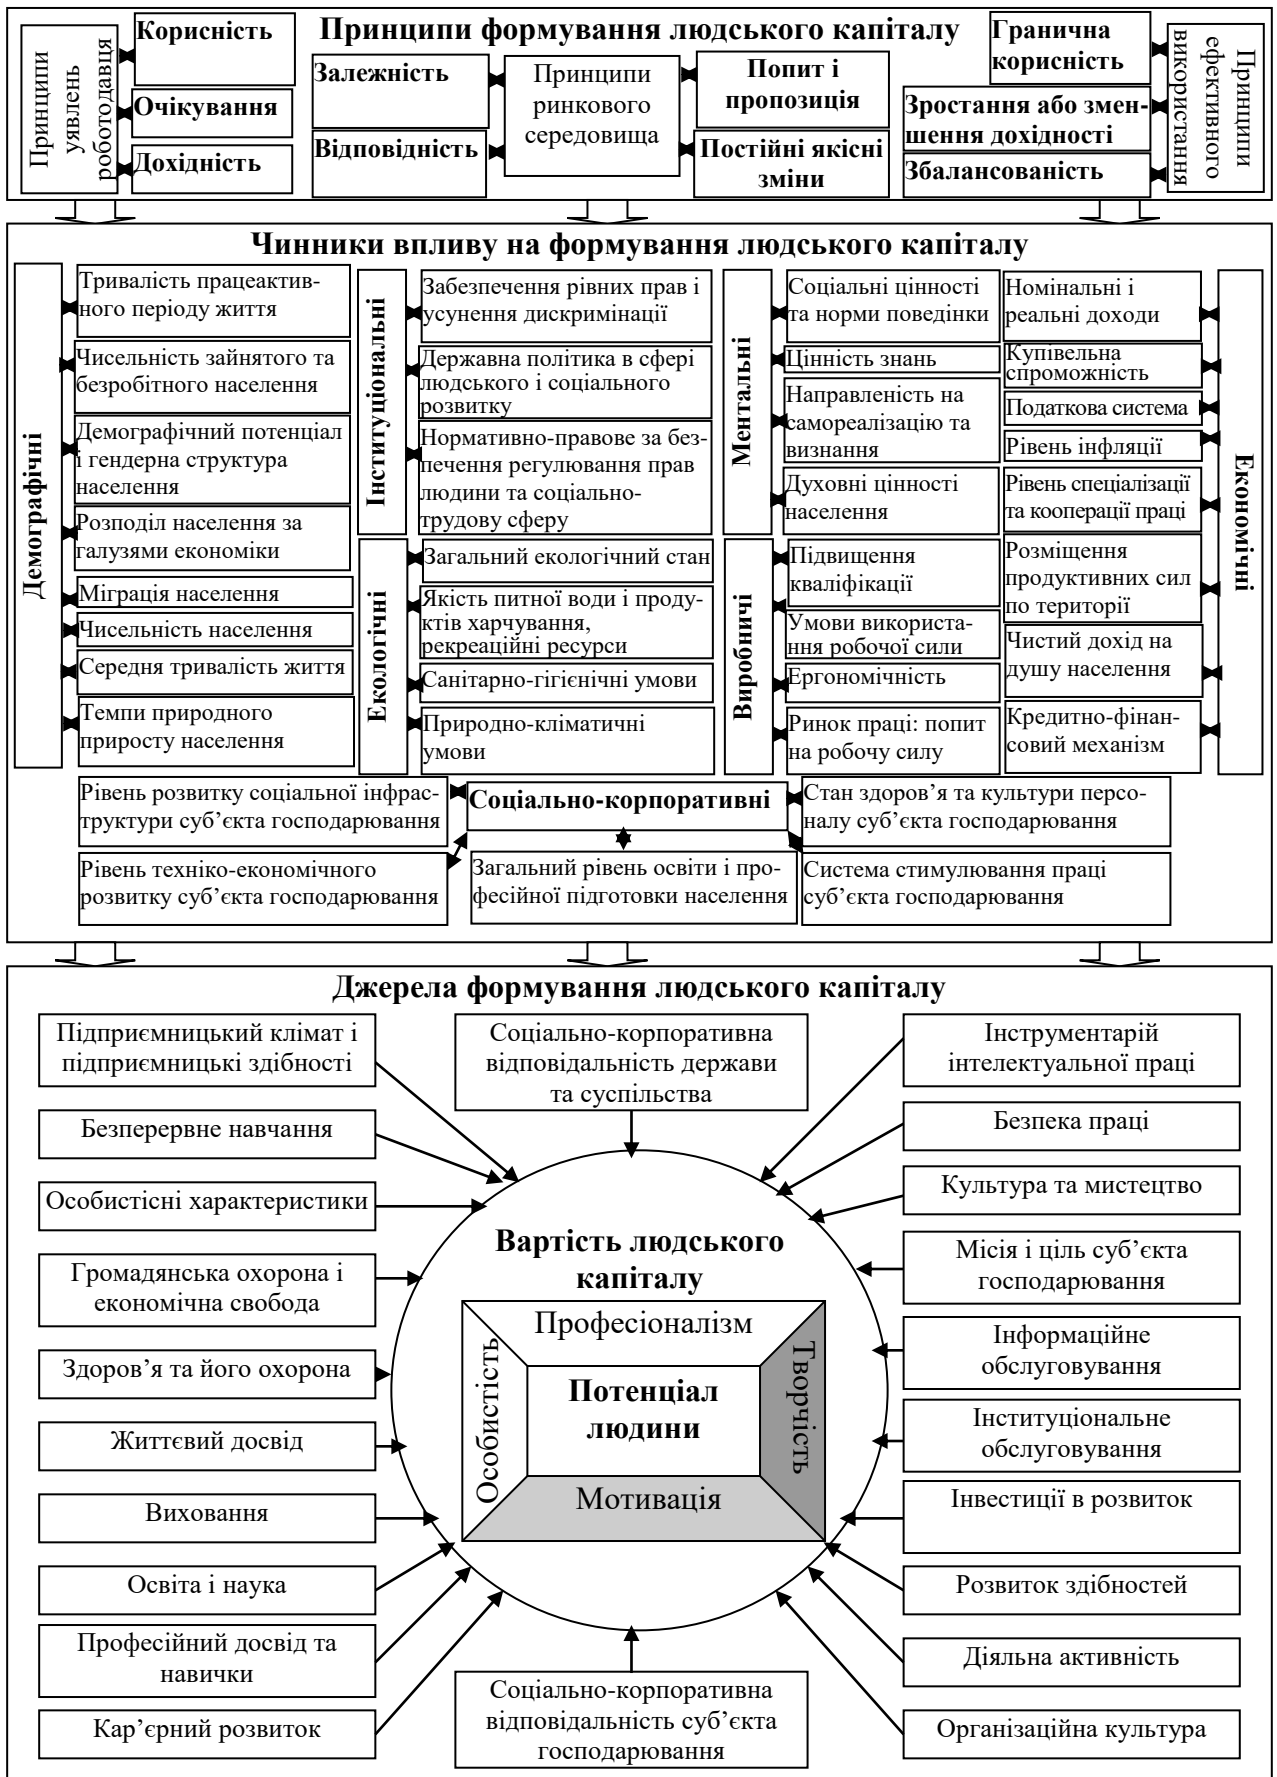 Принципи формування людського капіталу
Принципи
уявлень
роботодавця
Корисність
Очікування
Дохідність
Залежність
Відповідність
Принципи
ринкового
середовища
Попит і
пропозиція
Постійні якісні
зміни
Гранична
корисність
Зростання або змен-
шення дохідності
Збалансованість
Принципи
ефективного
використання
Чинники впливу на формування людського капіталу
Демографічні
Тривалість працеактив-
ного періоду життя
Чисельність зайнятого та
безробітного населення
Демографічний потенціал
і гендерна структура
населення
Розподіл населення за
галузями економіки
Міграція населення
Чисельність населення
Середня тривалість життя
Темпи природного
приросту населення
Інституціональні
Забезпечення рівних прав і
усунення дискримінації
Державна політика в сфері
людського і соціального
розвитку
Нормативно-правове за без-
печення регулювання прав
людини та соціально-
трудову сферу
Екологічні
Загальний екологічний стан
Якість питної води і проду-
ктів харчування,
рекреаційні ресурси
Санітарно-гігієнічні умови
Природно-кліматичні
умови
Ментальні
Соціальні цінності
та норми поведінки
Цінність знань
Направленість на
самореалізацію та
визнання
Духовні цінності
населення
Виробничі
Підвищення
кваліфікації
Умови використа-
ння робочої сили
Ергономічність
Ринок праці: попит
на робочу силу
Номінальні і
реальні доходи
Купівельна
спроможність
Податкова система
Рівень інфляції
Рівень спеціалізації
та кооперації праці
Розміщення
продуктивних сил
по території
Чистий дохід на
душу населення
Кредитно-фінан-
совий механізм
Економічні
Рівень розвитку соціальної інфрас-
труктури суб’єкта господарювання
Соціально-корпоративні
Стан здоров’я та культури персо-
налу суб’єкта господарювання
Рівень техніко-економічного
розвитку суб’єкта господарювання
Загальний рівень освіти і про-
фесійної підготовки населення
Система стимулювання праці
суб’єкта господарювання
Джерела формування людського капіталу
Підприємницький клімат і
підприємницькі здібності
Безперервне навчання
Особистісні характеристики
Громадянська охорона і
економічна свобода
Здоров’я та його охорона
Життєвий досвід
Виховання
Освіта і наука
Професійний досвід та
навички
Кар’єрний розвиток
Соціально-корпоративна
відповідальність держави
та суспільства
Вартість людського
капіталу
Професіоналізм
Особистість
Потенціал
людини
Творчість
Мотивація
Соціально-корпоративна
відповідальність суб’єкта
господарювання
Інструментарій
інтелектуальної праці
Безпека праці
Культура та мистецтво
Місія і ціль суб’єкта
господарювання
Інформаційне
обслуговування
Інституціональне
обслуговування
Інвестиції в розвиток
Розвиток здібностей
Діяльна активність
Організаційна культура